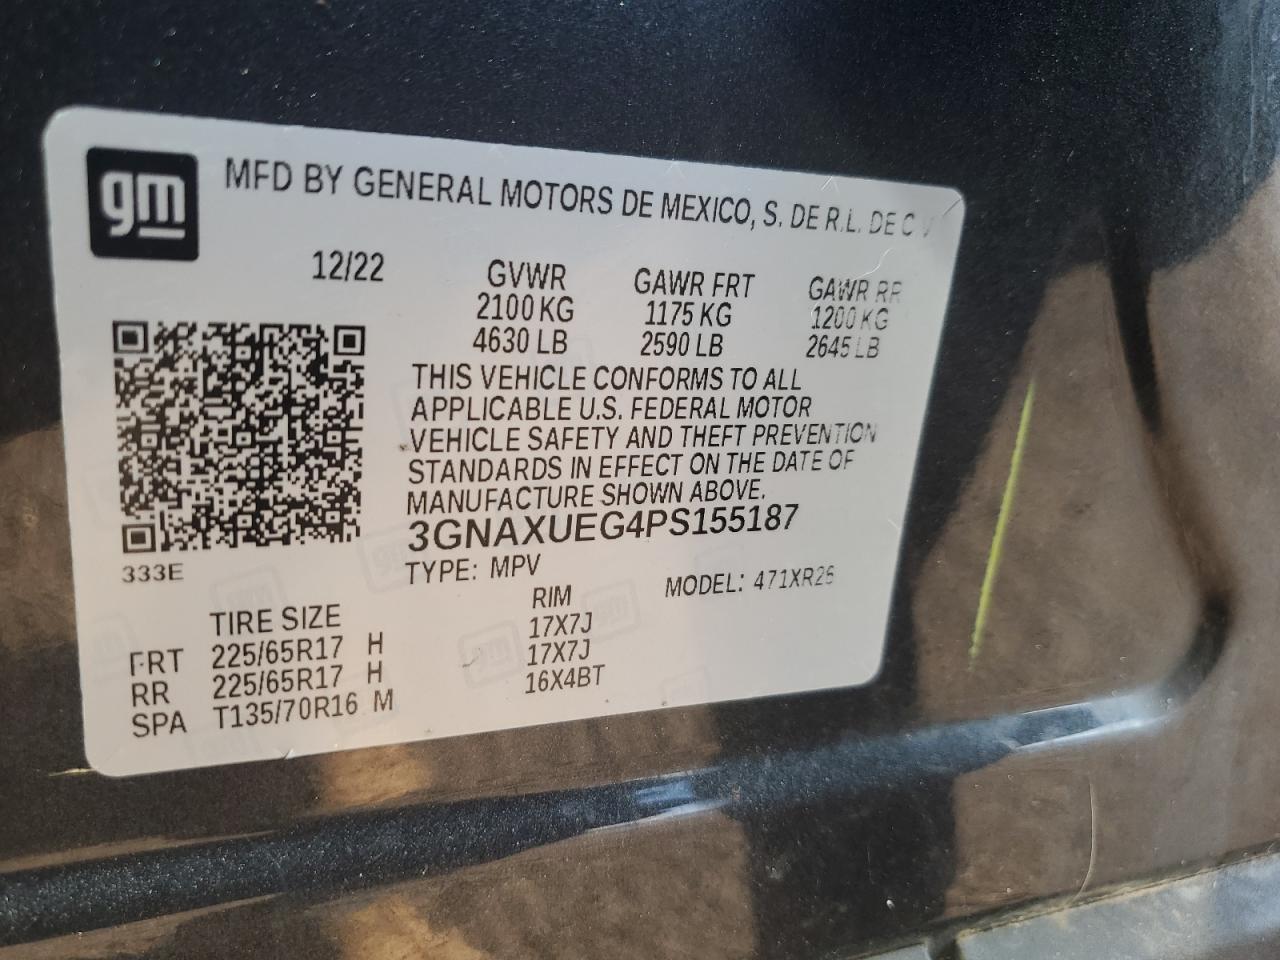 gm
MFD BY GENERAL MOTORS DE MEXICO, S. DE R.L. DE C V
12/22
GVWR GAWR FRT GAWR RR
2100 KG 1175 KG 1200 KG
4630 LB 2590 LB 2645 LB
THIS VEHICLE CONFORMS TO ALL
APPLICABLE U.S. FEDERAL MOTOR
VEHICLE SAFETY AND THEFT PREVENTION
STANDARDS IN EFFECT ON THE DATE OF
MANUFACTURE SHOWN ABOVE.
3GNAXUEG4PS155187
333E
TYPE: MPV MODEL: 471XR26
TIRE SIZE RIM
FRT 225/65R17 H 17X7J
RR 225/65R17 H 17X7J
SPA T135/70R16 M 16X4BT